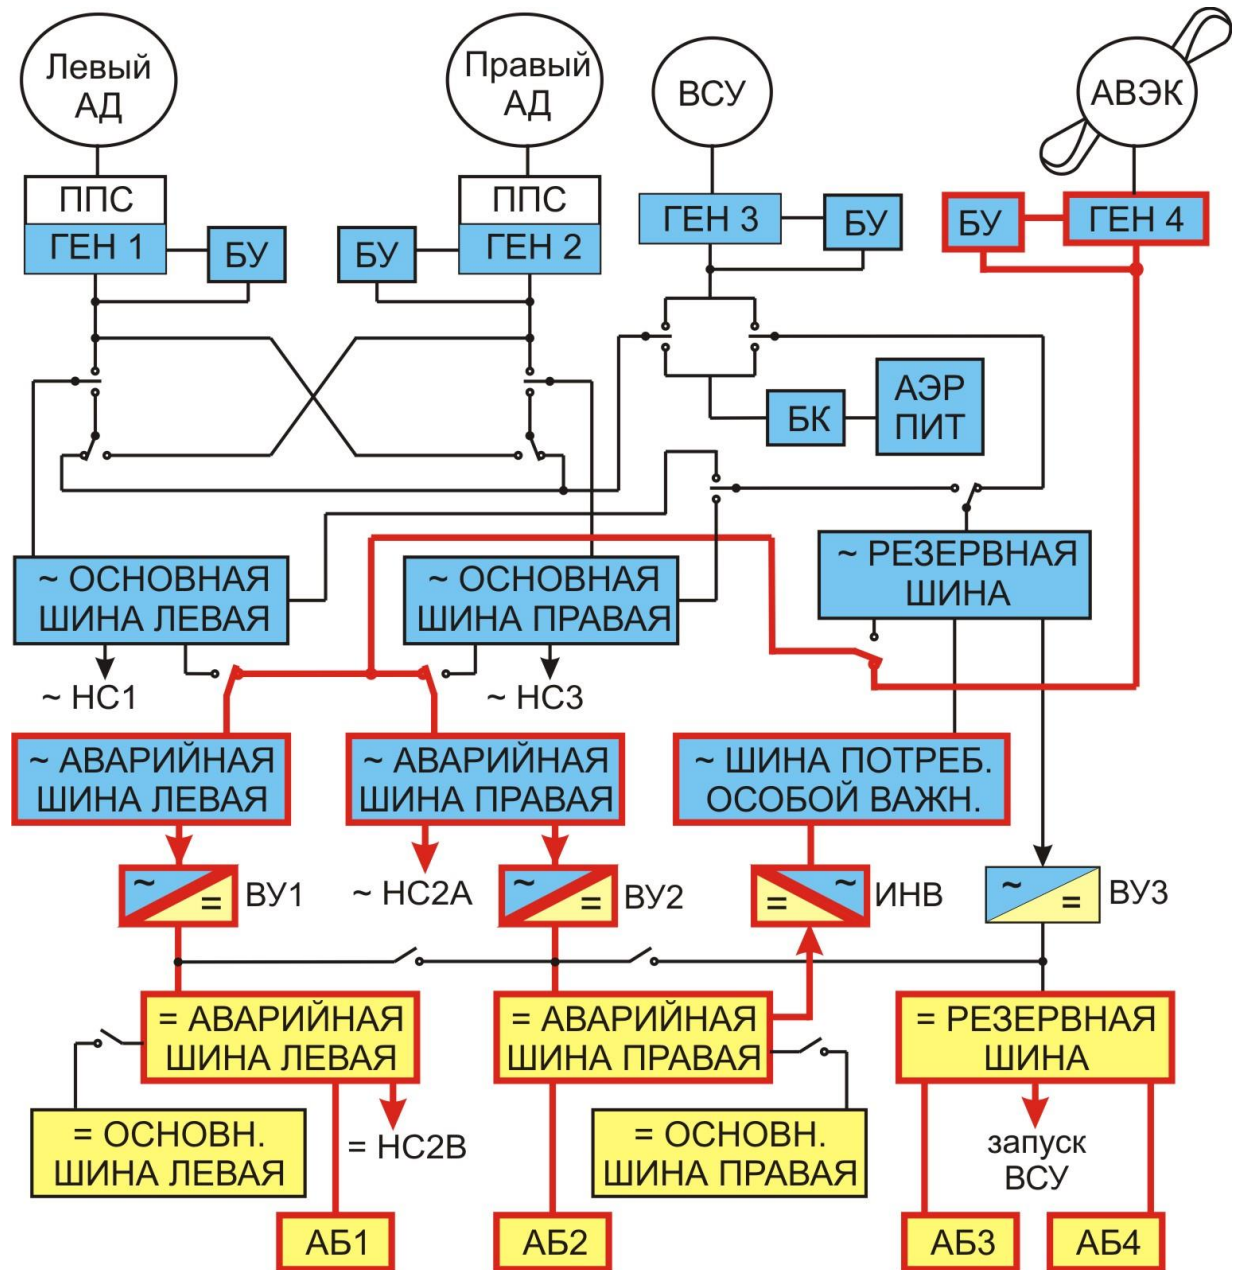 Левый
АД
Правый
АД
ВСУ
АВЭК
ППС
ГЕН 1
БУ
БУ
ППС
ГЕН 2
ГЕН 3
БУ
БУ
ГЕН 4
БК
АЭР
ПИТ
~ ОСНОВНАЯ
ШИНА ЛЕВАЯ
~ ОСНОВНАЯ
ШИНА ПРАВАЯ
~ РЕЗЕРВНАЯ
ШИНА
~ НС1
~ НС3
~ АВАРИЙНАЯ
ШИНА ЛЕВАЯ
~ АВАРИЙНАЯ
ШИНА ПРАВАЯ
~ ШИНА ПОТРЕБ.
ОСОБОЙ ВАЖН.
~
=
ВУ1
~ НС2А
~
=
ВУ2
~
=
ИНВ
~
=
ВУ3
= АВАРИЙНАЯ
ШИНА ЛЕВАЯ
= АВАРИЙНАЯ
ШИНА ПРАВАЯ
= РЕЗЕРВНАЯ
ШИНА
= ОСНОВН.
ШИНА ЛЕВАЯ
= НС2В
= ОСНОВН.
ШИНА ПРАВАЯ
запуск
ВСУ
АБ1
АБ2
АБ3
АБ4